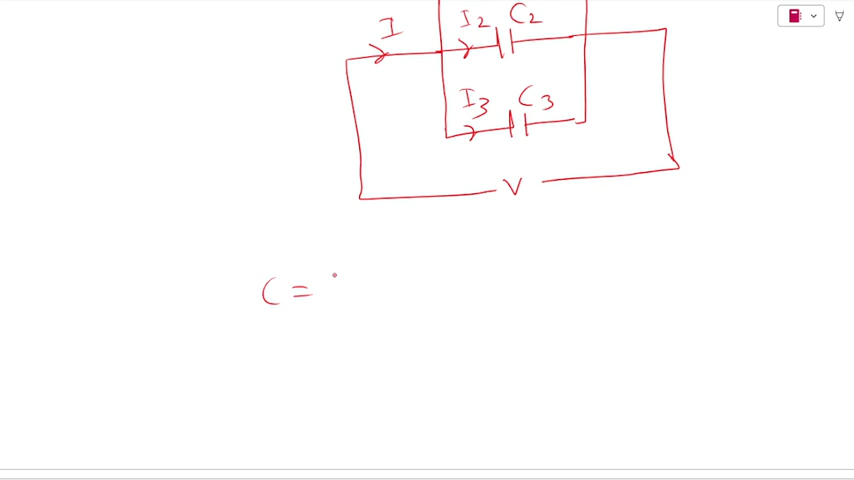 I I2 C2
I3 C3
V
C =